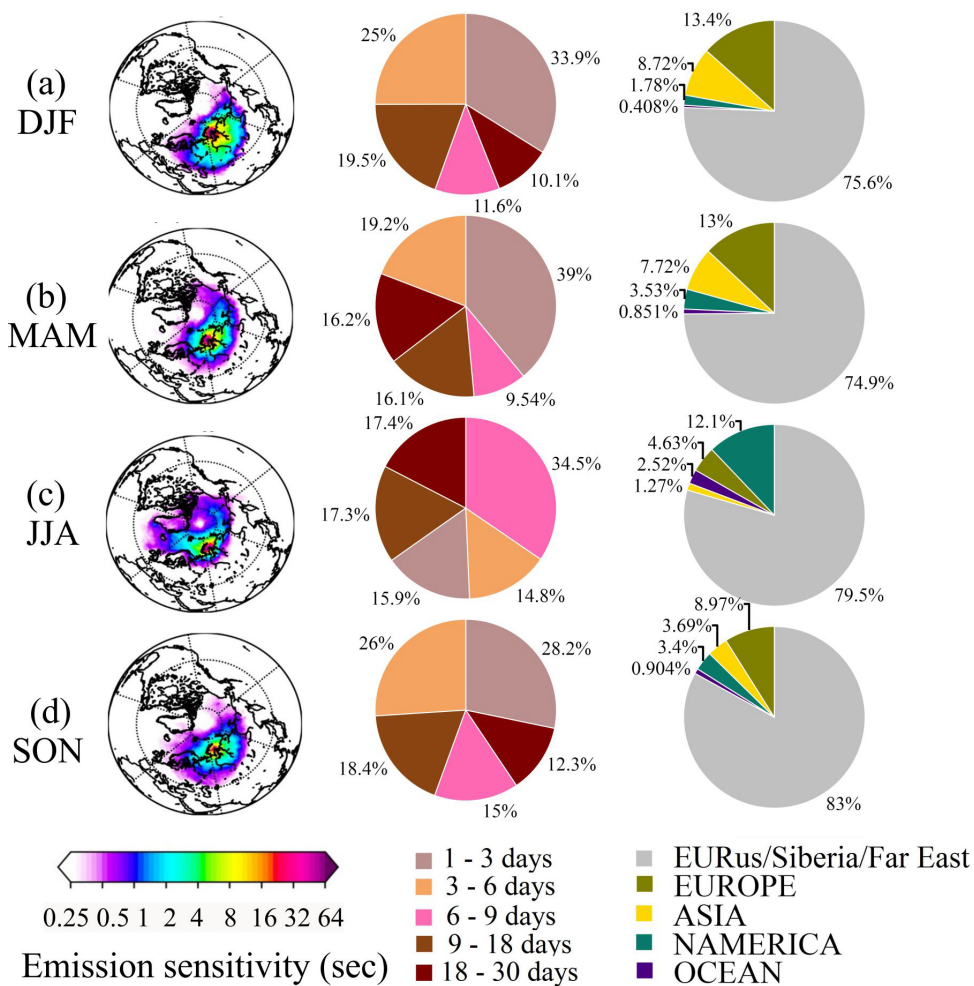 (a)
DJF
25%
33.9%
19.5%
10.1%
11.6%
13.4%
8.72%
1.78%
0.408%
75.6%
(b)
MAM
19.2%
39%
16.2%
16.1%
9.54%
13%
7.72%
3.53%
0.851%
74.9%
(c)
JJA
17.4%
34.5%
17.3%
15.9%
14.8%
12.1%
4.63%
2.52%
1.27%
79.5%
(d)
SON
26%
28.2%
18.4%
12.3%
15%
8.97%
3.69%
3.4%
0.904%
83%
0.25 0.5 1 2 4 8 16 32 64
Emission sensitivity (sec)
1 - 3 days
3 - 6 days
6 - 9 days
9 - 18 days
18 - 30 days
EURus/Siberia/Far East
EUROPE
ASIA
NAMERICA
OCEAN